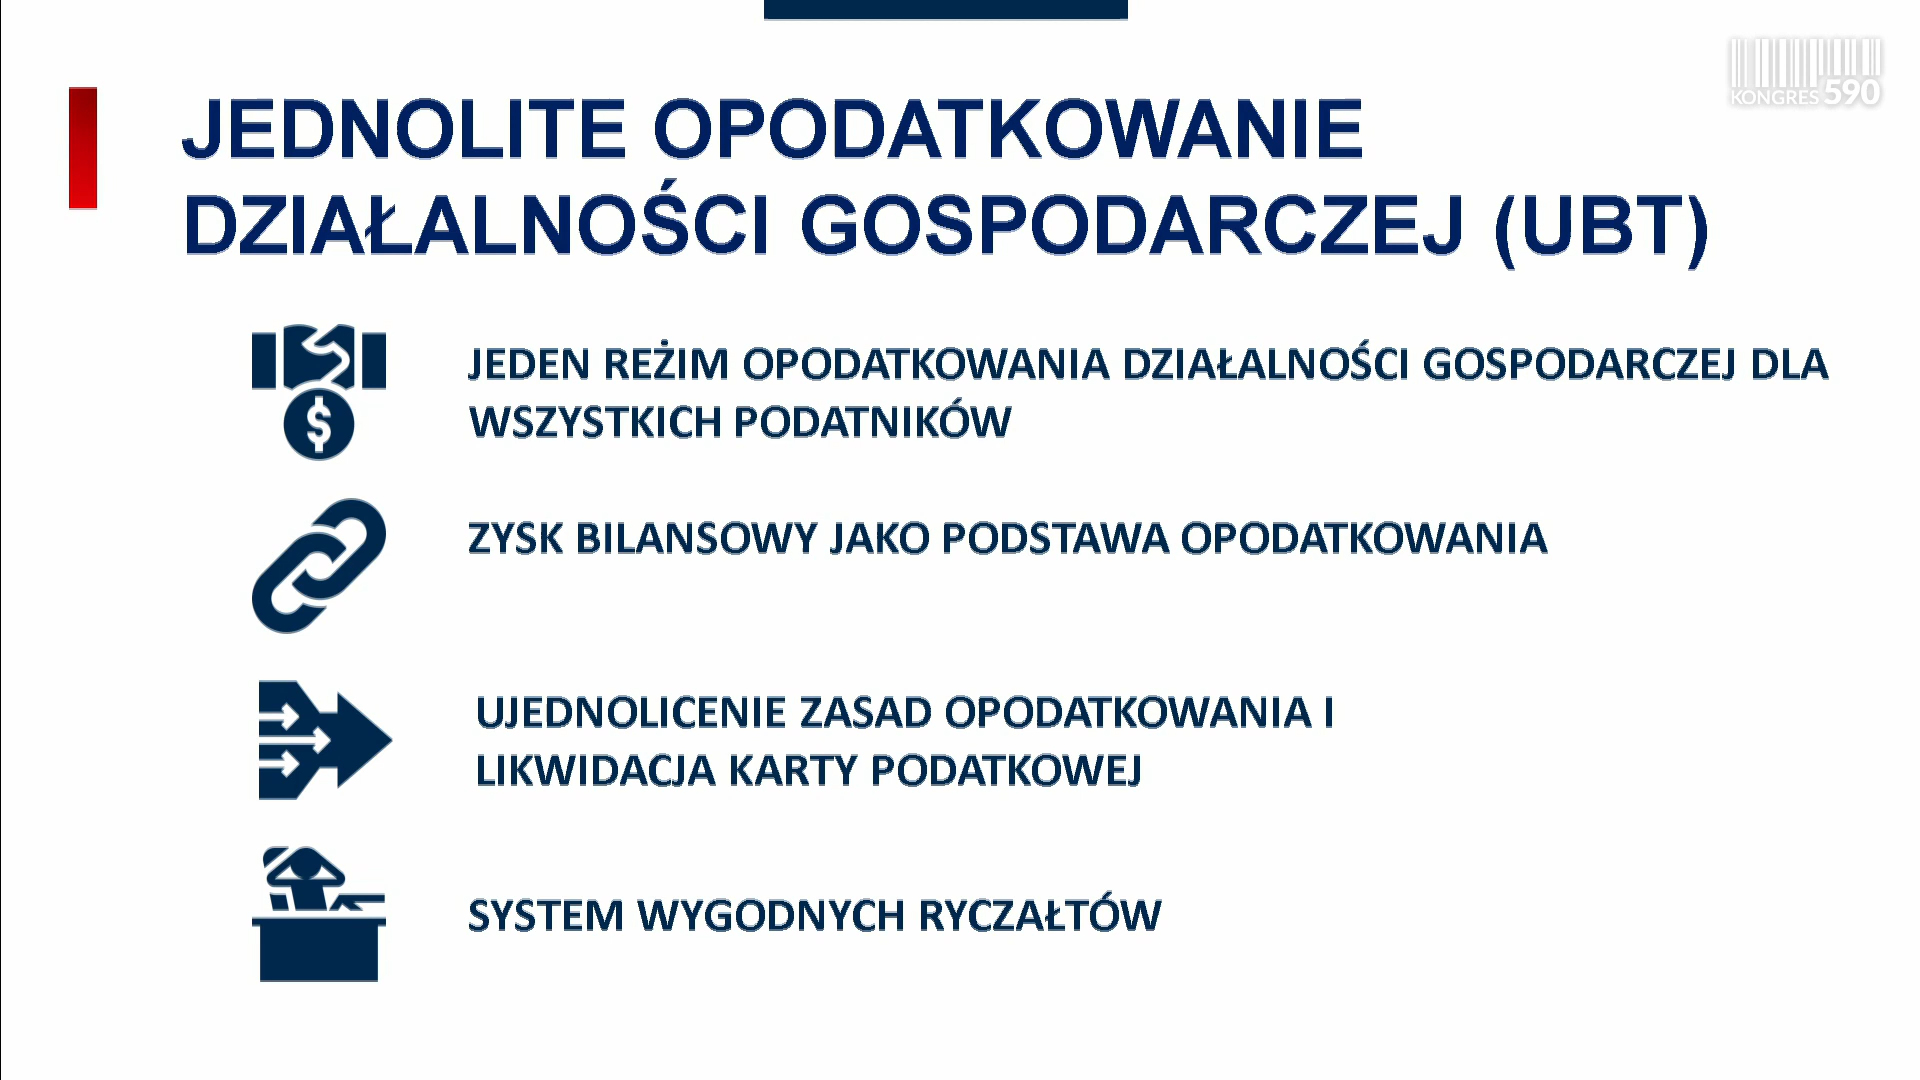 KONGRES 590
JEDNOLITE OPODATKOWANIE
DZIAŁALNOŚCI GOSPODARCZEJ (UBT)
JEDEN REŻIM OPODATKOWANIA DZIAŁALNOŚCI GOSPODARCZEJ DLA
WSZYSTKICH PODATNIKÓW
$
ZYSK BILANSOWY JAKO PODSTAWA OPODATKOWANIA
UJEDNOLICENIE ZASAD OPODATKOWANIA I
LIKWIDACJA KARTY PODATKOWEJ
SYSTEM WYGODNYCH RYCZAŁTÓW